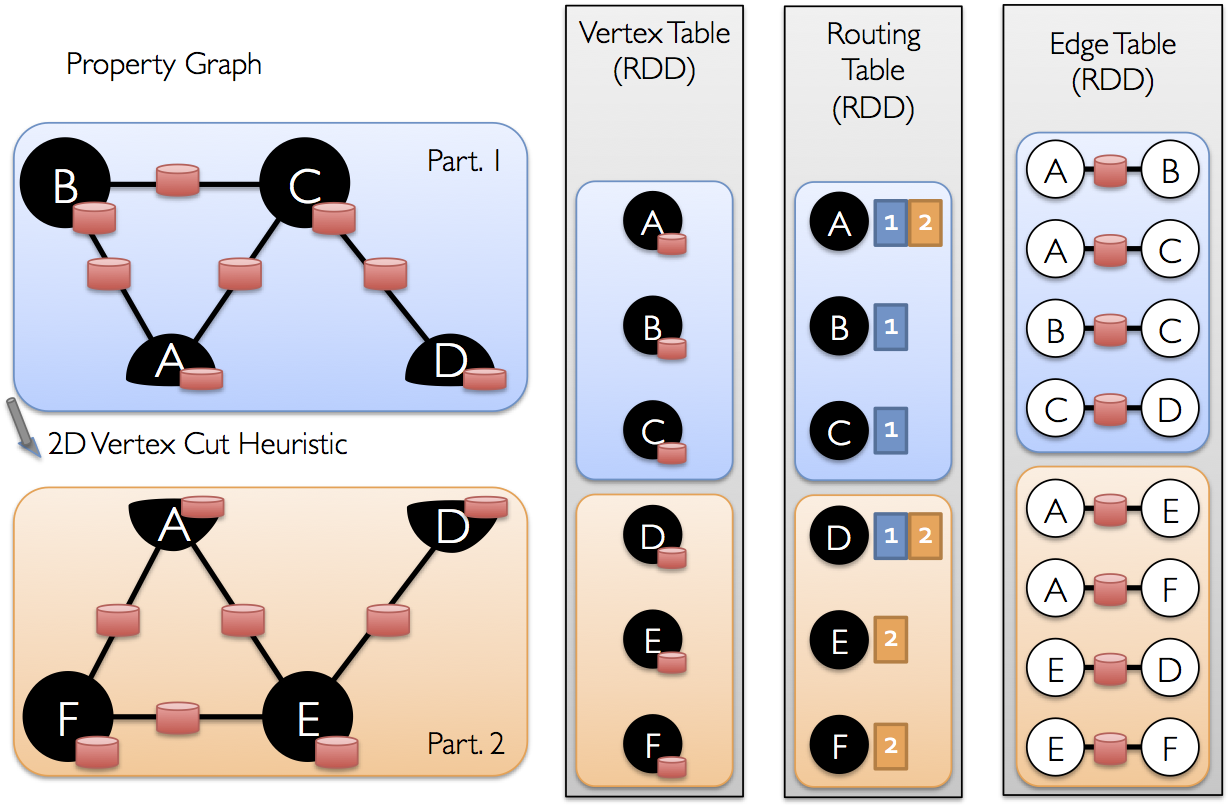 Property Graph
Part. 1
B
C
A
D
2D Vertex Cut Heuristic
A
D
F
E
Part. 2
Vertex Table
(RDD)
A
B
C
D
E
F
Routing
Table
(RDD)
A 1 2
B 1
C 1
D 1 2
E 2
F 2
Edge Table
(RDD)
A B
A C
B C
C D
A E
A F
E D
E F